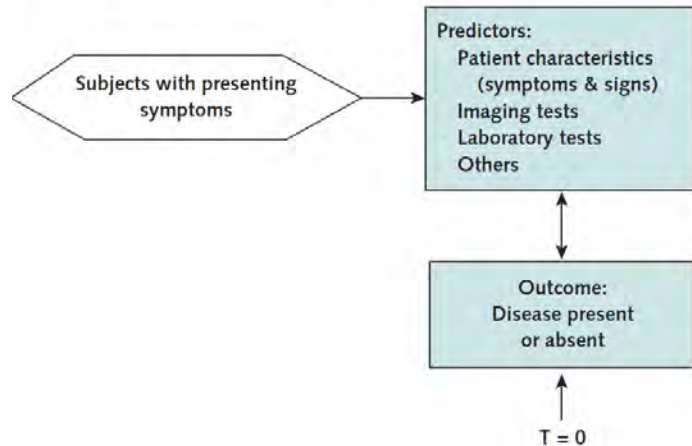 Subjects with presenting
symptoms
Predictors:
Patient characteristics
(symptoms & signs)
Imaging tests
Laboratory tests
Others
Outcome:
Disease present
or absent
T = 0